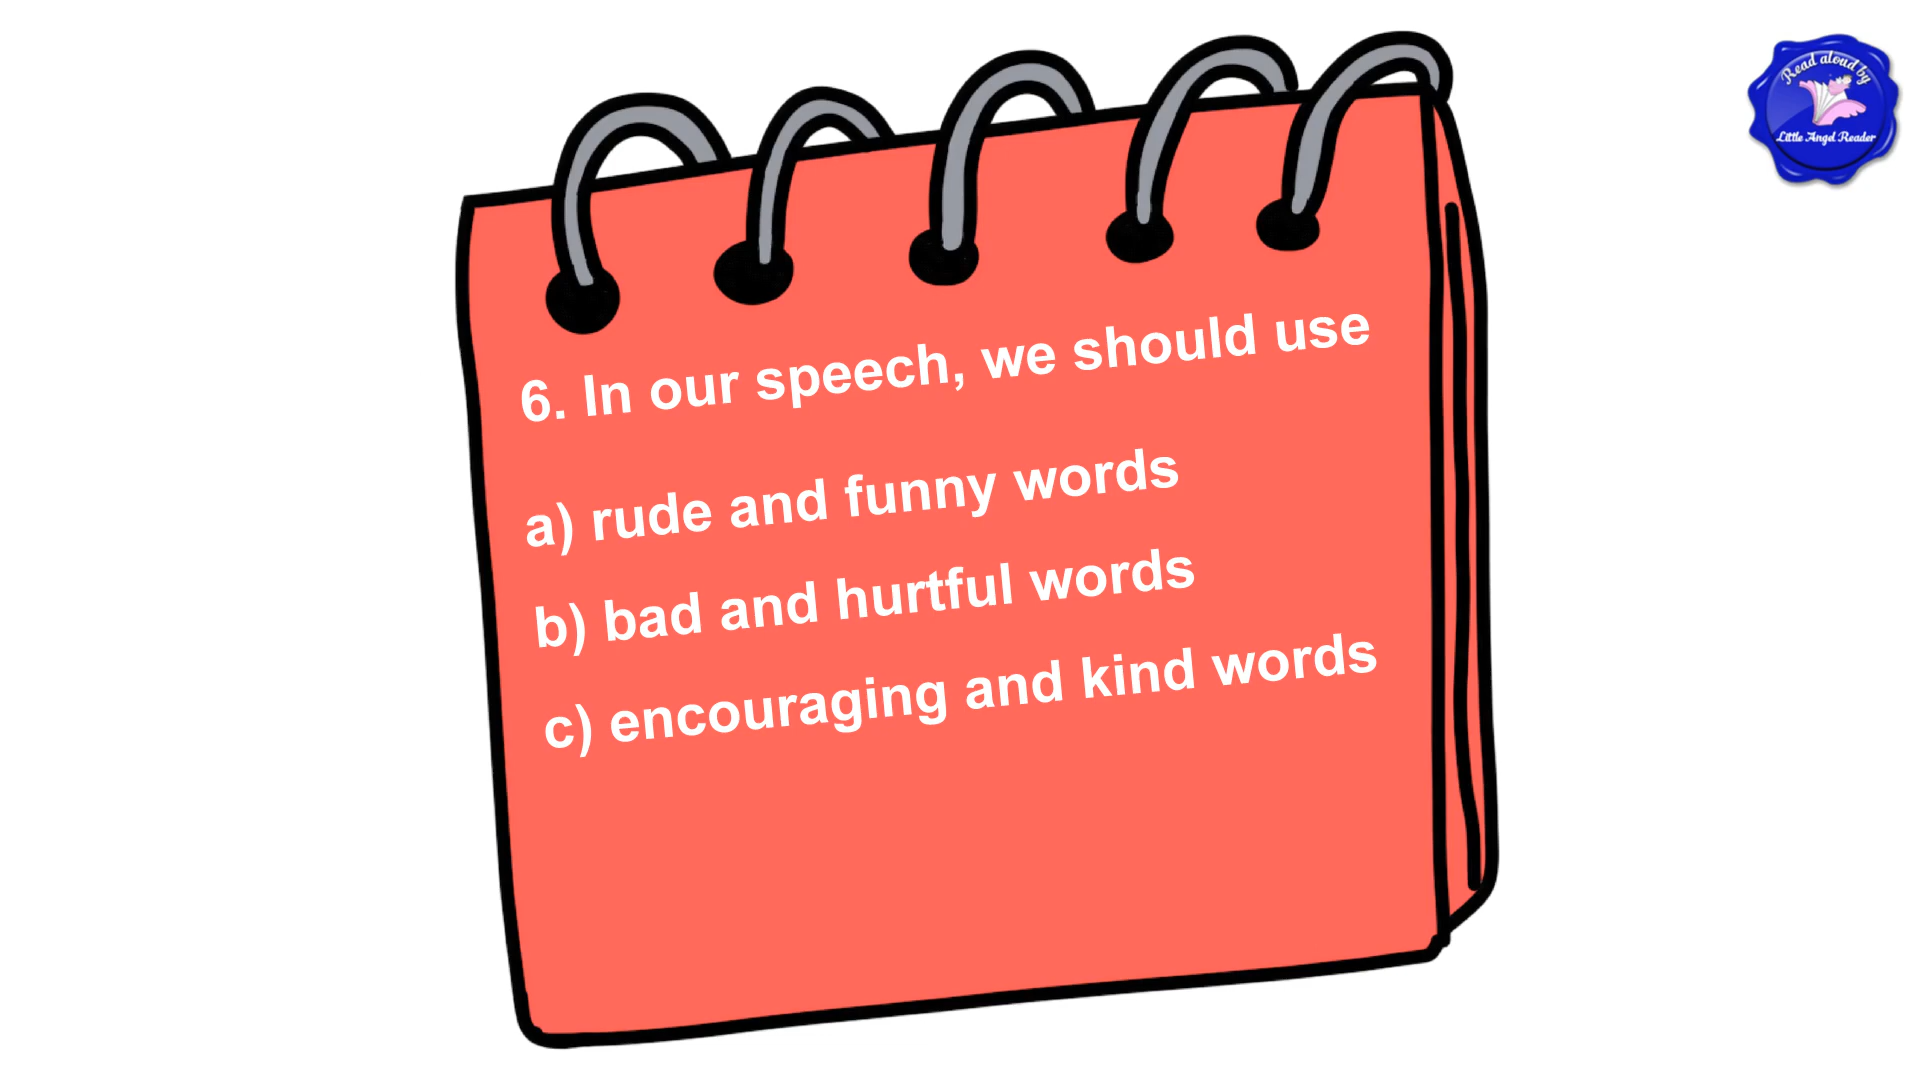 Read aloud by
Little Angel Reader
6. In our speech, we should use
a) rude and funny words
b) bad and hurtful words
c) encouraging and kind words